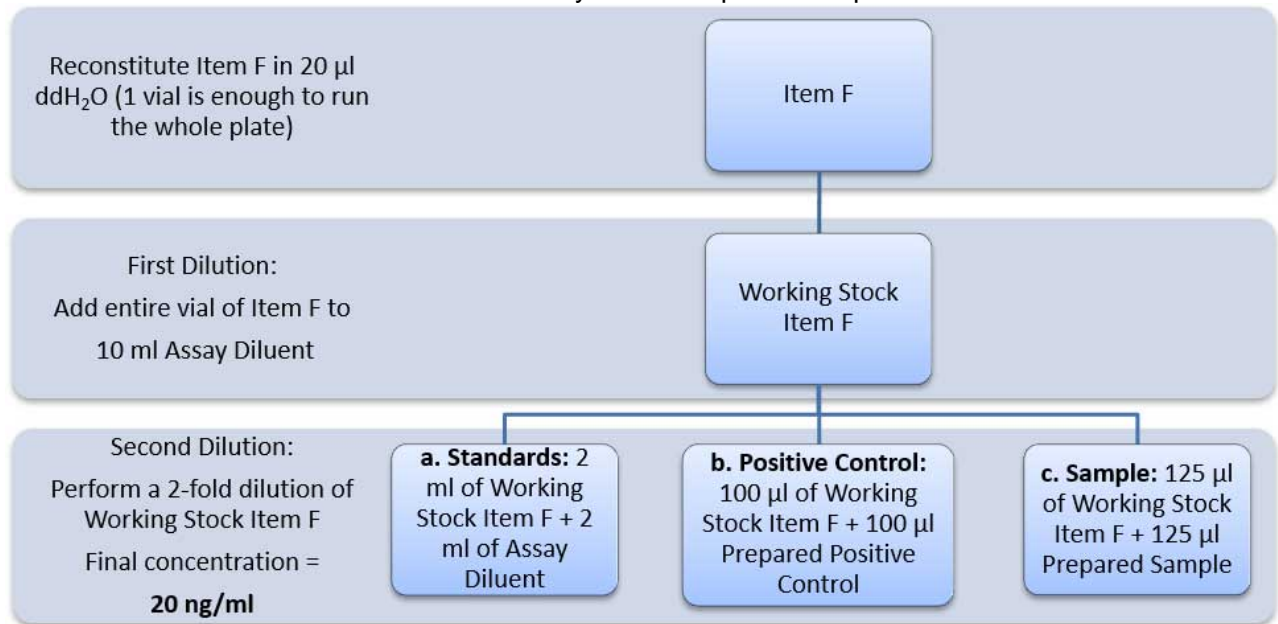 Reconstitute Item F in 20 µl
ddH₂O (1 vial is enough to run
the whole plate)
Item F
First Dilution:
Add entire vial of Item F to
10 ml Assay Diluent
Working Stock
Item F
Second Dilution:
Perform a 2-fold dilution of
Working Stock Item F
Final concentration =
20 ng/ml
a. Standards: 2
ml of Working
Stock Item F + 2
ml of Assay
Diluent
b. Positive Control:
100 µl of Working
Stock Item F + 100 µl
Prepared Positive
Control
c. Sample: 125 µl
of Working Stock
Item F + 125 µl
Prepared Sample